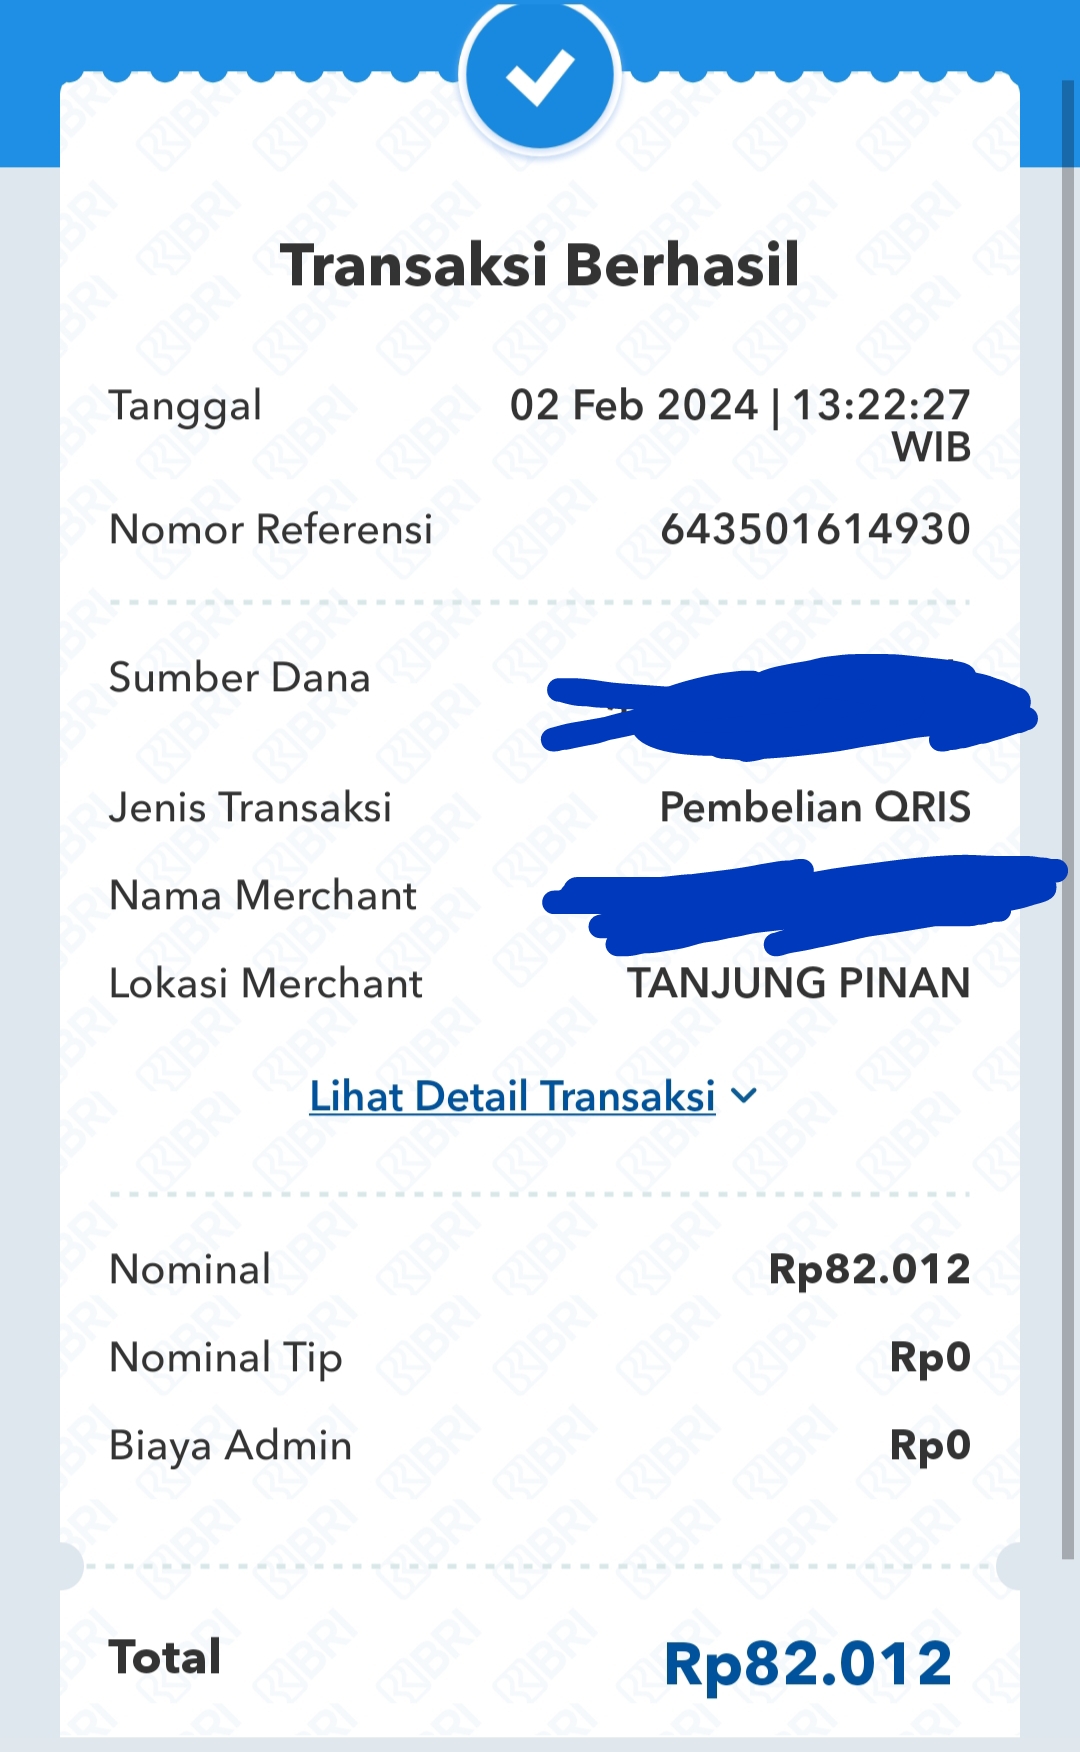 Transaksi Berhasil
Tanggal 02 Feb 2024 | 13:22:27
WIB
Nomor Referensi 643501614930
Sumber Dana
Jenis Transaksi Pembelian QRIS
Nama Merchant
Lokasi Merchant TANJUNG PINAN
Lihat Detail Transaksi
Nominal Rp82.012
Nominal Tip Rp0
Biaya Admin Rp0
Total Rp82.012